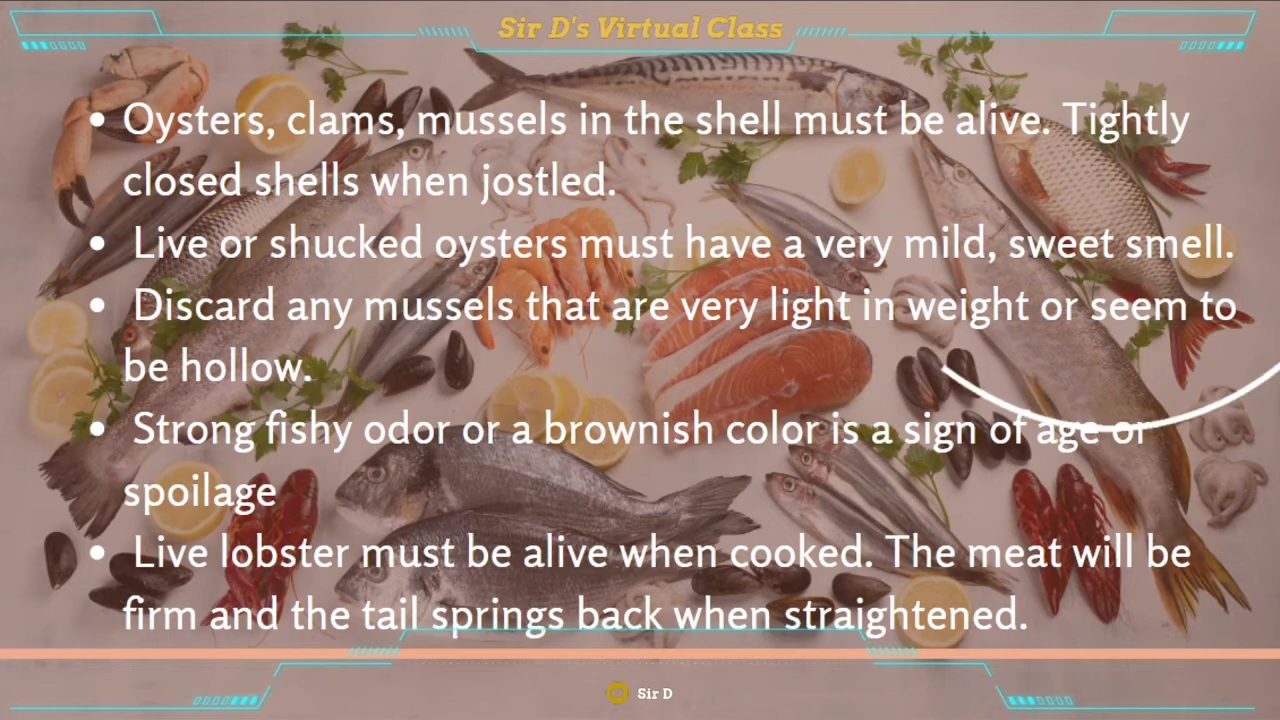 Sir D's Virtual Class
• Oysters, clams, mussels in the shell must be alive. Tightly
closed shells when jostled.
• Live or shucked oysters must have a very mild, sweet smell.
• Discard any mussels that are very light in weight or seem to
be hollow.
• Strong fishy odor or a brownish color is a sign of age or
spoilage
• Live lobster must be alive when cooked. The meat will be
firm and the tail springs back when straightened.
Sir D